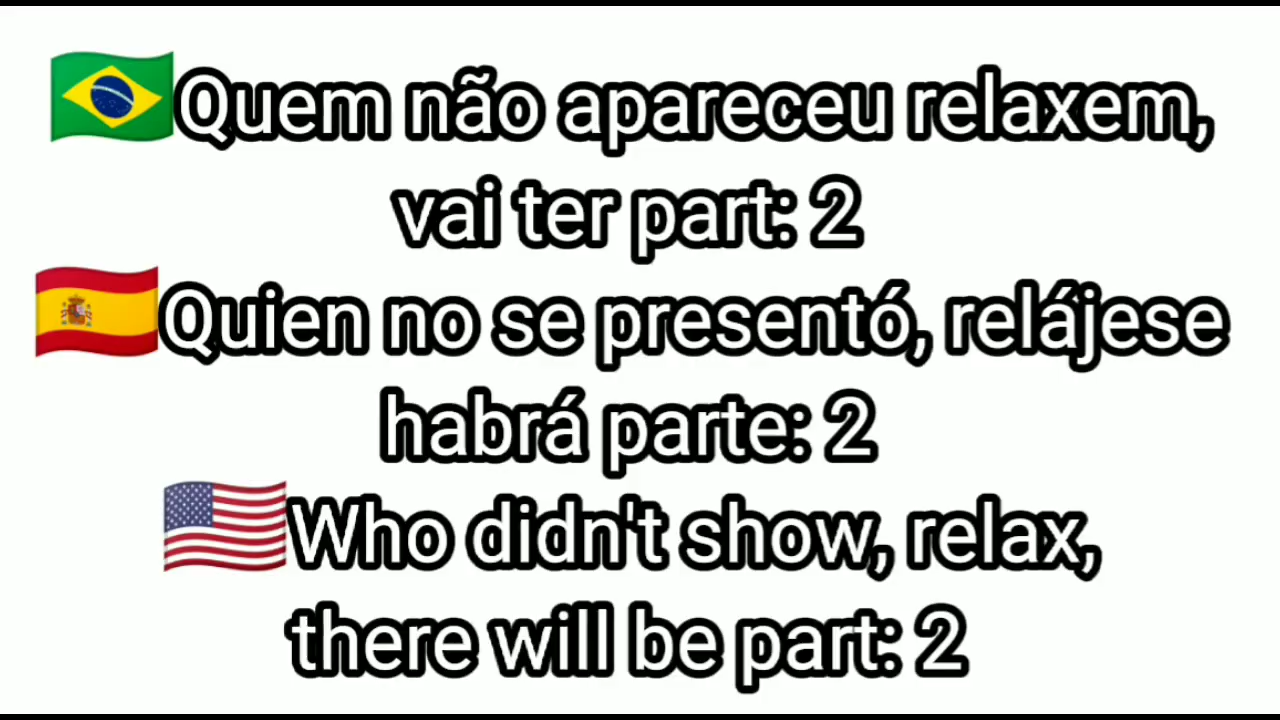 🇧🇷Quem não apareceu relaxem,
vai ter part: 2
🇪🇸Quien no se presentó, relájese
habrá parte: 2
🇺🇸Who didn't show, relax,
there will be part: 2